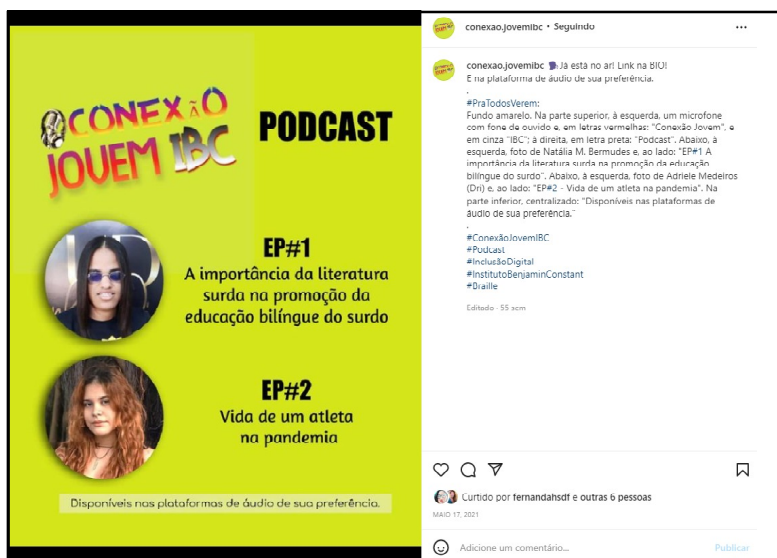 CONEXÃO
JOVEM IBC
PODCAST
EP#1
A importância da literatura
surda na promoção da
educação bilíngue do surdo
EP#2
Vida de um atleta
na pandemia
Disponíveis nas plataformas de áudio de sua preferência.
conexao.jovemibc • Seguindo
conexao.jovemibc 🎙 Já está no ar! Link na BIO!
E na plataforma de áudio de sua preferência.
.
#PraTodosVerem:
Fundo amarelo. Na parte superior, à esquerda, um microfone
com fone de ouvido e, em letras vermelhas: "Conexão Jovem", e
em cinza "IBC"; à direita, em letra preta: "Podcast". Abaixo, à
esquerda, foto de Natália M. Bermudes e, ao lado: "EP#1 A
importância da literatura surda na promoção da educação
bilíngue do surdo". Abaixo, à esquerda, foto de Adriele Medeiros
(Dri) e, ao lado: "EP#2 - Vida de um atleta na pandemia". Na
parte inferior, centralizado: "Disponíveis nas plataformas de
áudio de sua preferência."
.
#ConexãoJovemIBC
#Podcast
#InclusãoDigital
#InstitutoBenjaminConstant
#Braille
Editado · 55 sem
Curtido por fernandahsdf e outras 6 pessoas
MAIO 17, 2021
Adicione um comentário...
Publicar